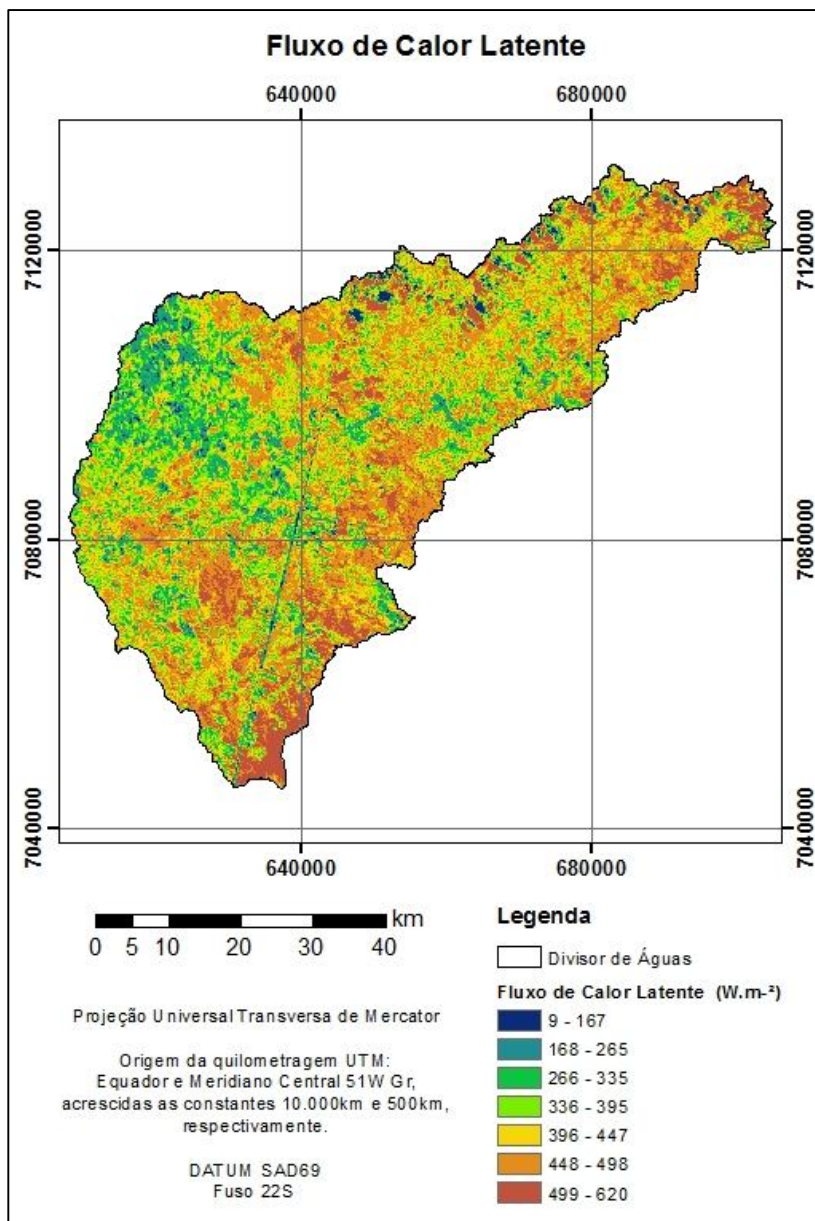 Fluxo de Calor Latente
640000 680000
7120000 7120000
7080000 7080000
7040000 7040000
640000 680000
km
0 5 10 20 30 40
Projeção Universal Transversa de Mercator
Origem da quilometragem UTM:
Equador e Meridiano Central 51W Gr,
acrescidas as constantes 10.000km e 500km,
respectivamente.
DATUM SAD69
Fuso 22S
Legenda
Divisor de Águas
Fluxo de Calor Latente (W.m-²)
9 - 167
168 - 265
266 - 335
336 - 395
396 - 447
448 - 498
499 - 620